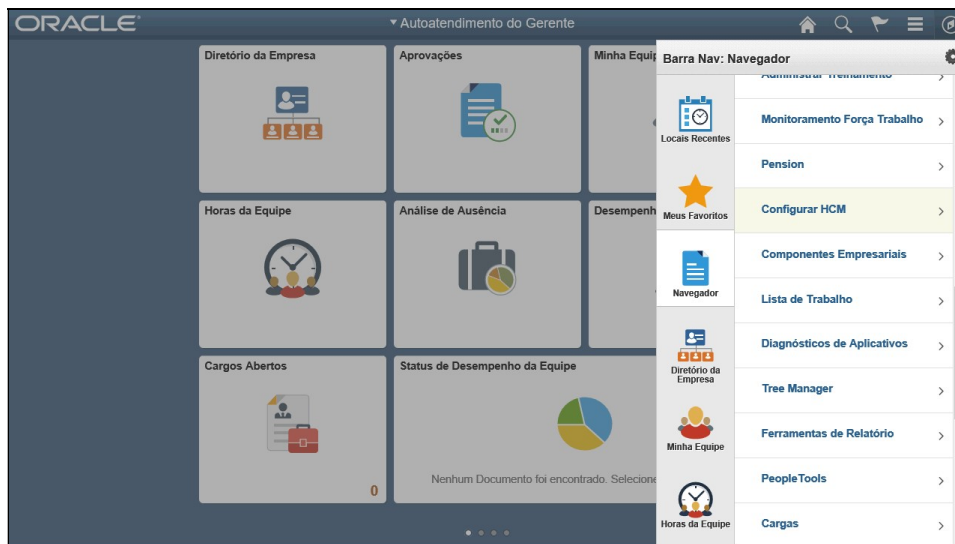 ORACLE
Autoatendimento do Gerente
Diretório da Empresa
Aprovações
Minha Equip
Horas da Equipe
Análise de Ausência
Desempenh
Cargos Abertos
0
Status de Desempenho da Equipe
Nenhum Documento foi encontrado. Selecione
Barra Nav: Navegador
Locais Recentes
Meus Favoritos
Navegador
Diretório da
Empresa
Minha Equipe
Horas da Equipe
Administrar Treinamento
Monitoramento Força Trabalho
Pension
Configurar HCM
Componentes Empresariais
Lista de Trabalho
Diagnósticos de Aplicativos
Tree Manager
Ferramentas de Relatório
PeopleTools
Cargas